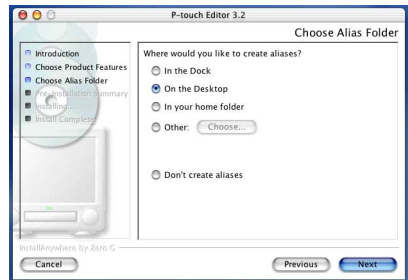 P-touch Editor 3.2
Choose Alias Folder
Introduction
Choose Product Features
Choose Alias Folder
Pre-Installation Summary
Installing...
Install Complete
Where would you like to create aliases?
In the Dock
On the Desktop
In your home folder
Other: Choose...
Don't create aliases
InstallAnywhere by Zero G
Cancel
Previous
Next